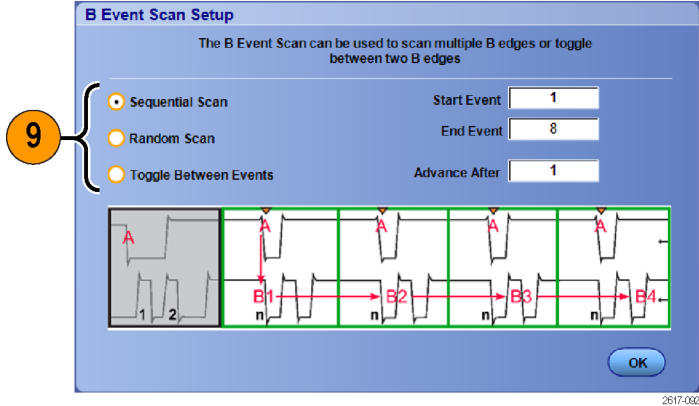 B Event Scan Setup
The B Event Scan can be used to scan multiple B edges or toggle
between two B edges
9
Sequential Scan
Random Scan
Toggle Between Events
Start Event 1
End Event 8
Advance After 1
A A A A A
B1 B2 B3 B4
1 2 n n n n
OK
2617-092